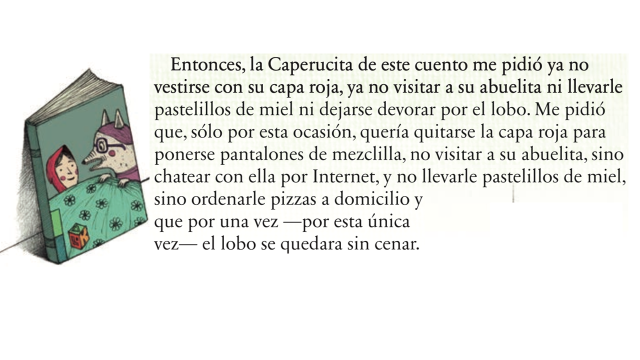 Entonces, la Caperucita de este cuento me pidió ya no
vestirse con su capa roja, ya no visitar a su abuelita ni llevarle
pastelillos de miel ni dejarse devorar por el lobo. Me pidió
que, sólo por esta ocasión, quería quitarse la capa roja para
ponerse pantalones de mezclilla, no visitar a su abuelita, sino
chatear con ella por Internet, y no llevarle pastelillos de miel,
sino ordenarle pizzas a domicilio y
que por una vez —por esta única
vez— el lobo se quedara sin cenar.